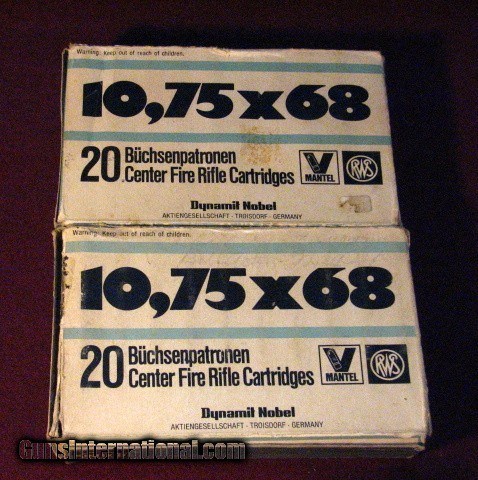 Warning: Keep out of reach of children.
10,75x68
20 Büchsenpatronen
Center Fire Rifle Cartridges
V
MANTEL
RWS
Dynamit Nobel
AKTIENGESELLSCHAFT · TROISDORF · GERMANY
Warning: Keep out of reach of children.
10,75x68
20 Büchsenpatronen
Center Fire Rifle Cartridges
V
MANTEL
RWS
Dynamit Nobel
AKTIENGESELLSCHAFT · TROISDORF · GERMANY
GunsInternational.com